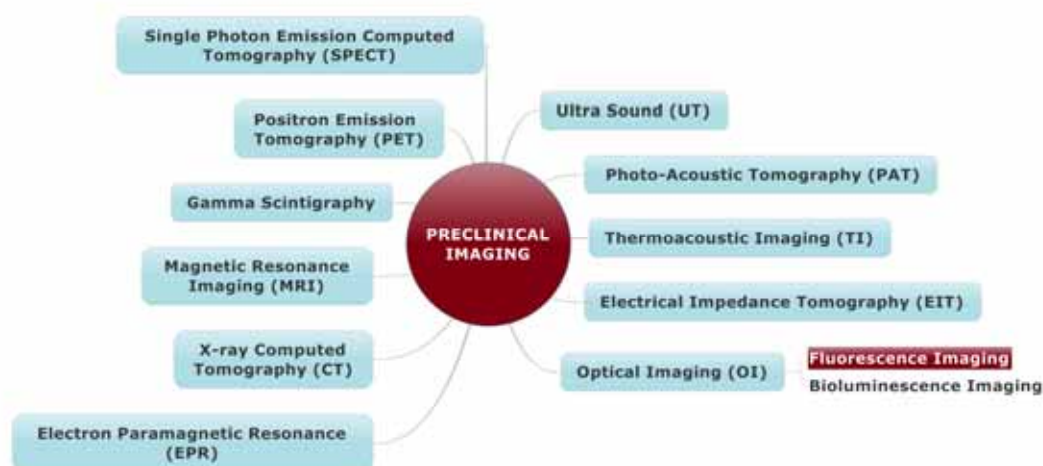 Single Photon Emission Computed
Tomography (SPECT)
Positron Emission
Tomography (PET)
Gamma Scintigraphy
Magnetic Resonance
Imaging (MRI)
X-ray Computed
Tomography (CT)
Electron Paramagnetic Resonance
(EPR)
PRECLINICAL
IMAGING
Ultra Sound (UT)
Photo-Acoustic Tomography (PAT)
Thermoacoustic Imaging (TI)
Electrical Impedance Tomography (EIT)
Optical Imaging (OI)
Fluorescence Imaging
Bioluminescence Imaging